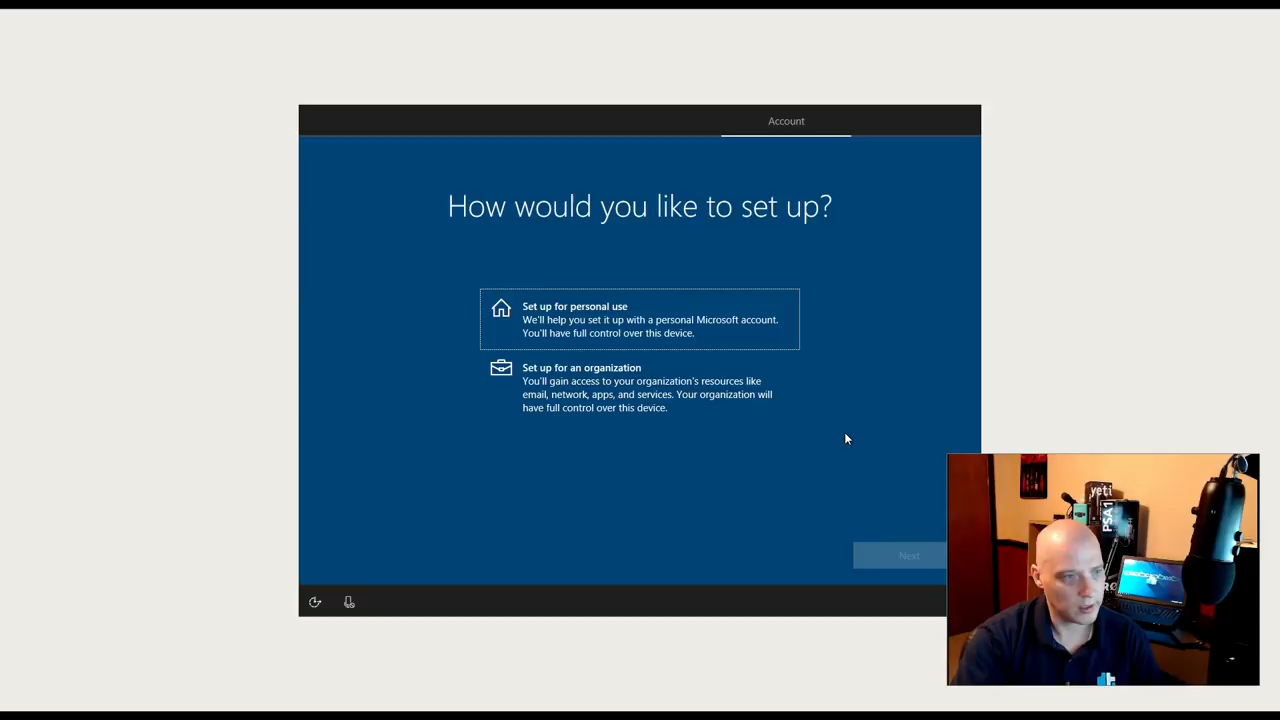 Account
How would you like to set up?
Set up for personal use
We'll help you set it up with a personal Microsoft account.
You'll have full control over this device.
Set up for an organization
You'll gain access to your organization's resources like
email, network, apps, and services. Your organization will
have full control over this device.
Next
yeti
PSA1